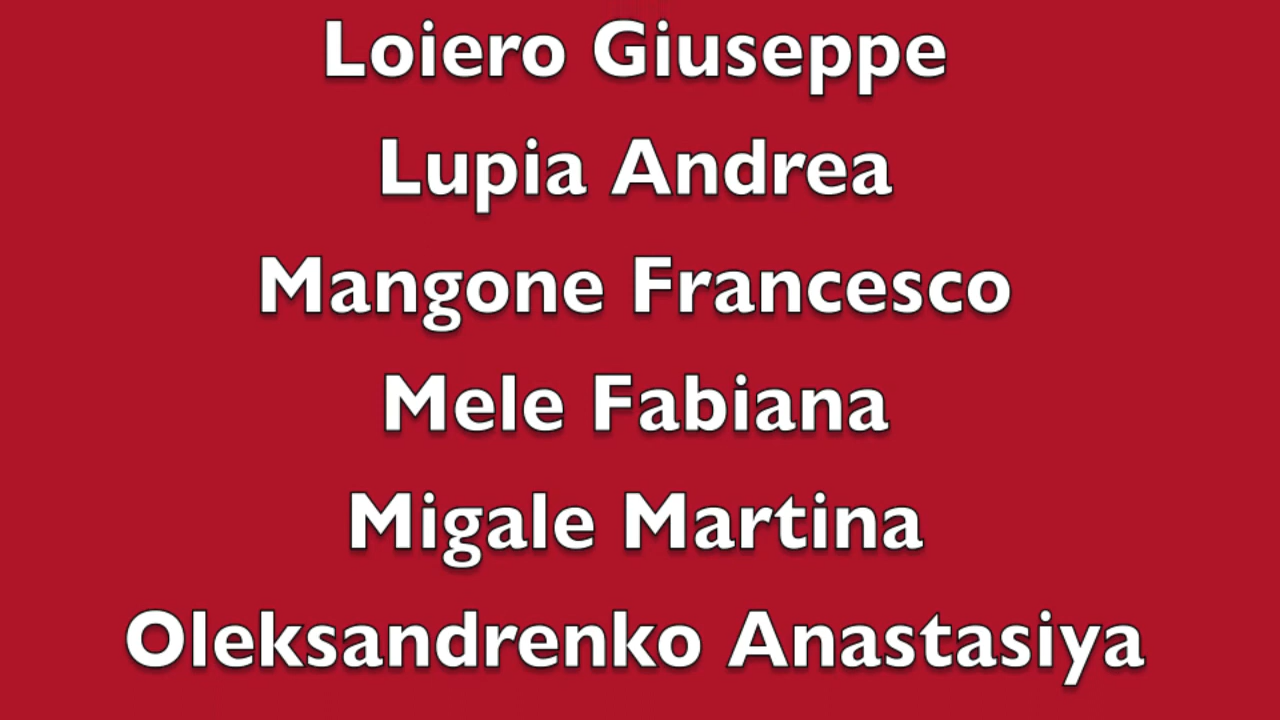 Loiero Giuseppe
Lupia Andrea
Mangone Francesco
Mele Fabiana
Migale Martina
Oleksandrenko Anastasiya